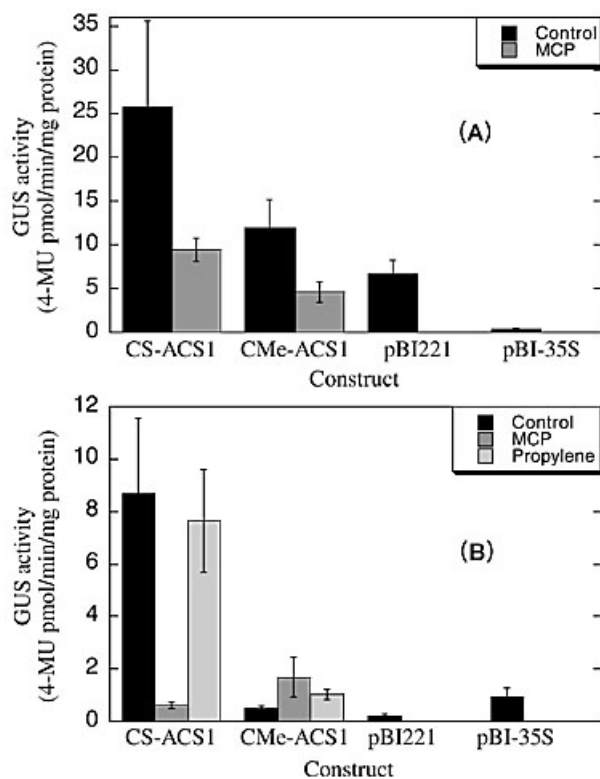 Control
MCP
(A)
GUS activity
(4-MU pmol/min/mg protein)
35
30
25
20
15
10
5
0
CS-ACS1 CMe-ACS1 pBI221 pBI-35S
Construct
Control
MCP
Propylene
(B)
GUS activity
(4-MU pmol/min/mg protein)
12
10
8
6
4
2
0
CS-ACS1 CMe-ACS1 pBI221 pBI-35S
Construct